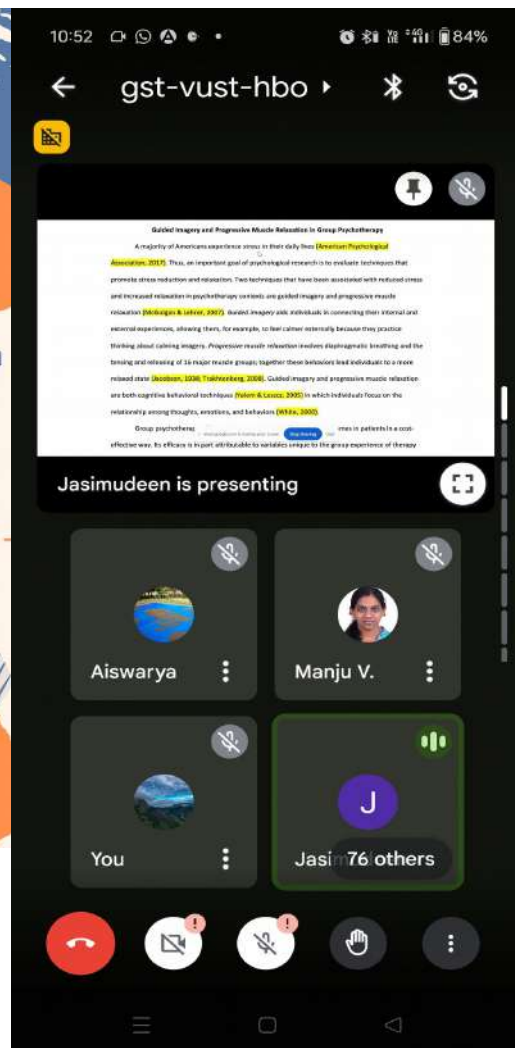 10:52
84%
gst-vust-hbo
Guided Imagery and Progressive Muscle Relaxation in Group Psychotherapy
A majority of Americans experience stress in their daily lives (American Psychological
Association, 2017). Thus, an important goal of psychological research is to evaluate techniques that
promote stress reduction and relaxation. Two techniques that have been associated with reduced stress
and increased relaxation in psychotherapy contexts are guided imagery and progressive muscle
relaxation (McGuigan & Lehrer, 2007). Guided imagery aids individuals in connecting their internal and
external experiences, allowing them, for example, to feel calmer externally because they practice
thinking about calming imagery. Progressive muscle relaxation involves diaphragmatic breathing and the
tensing and releasing of 16 major muscle groups; together these behaviors lead individuals to a more
relaxed state (Jacobson, 1938; Trakhtenberg, 2008). Guided imagery and progressive muscle relaxation
are both cognitive behavioral techniques (Yalom & Leszcz, 2005) in which individuals focus on the
relationship among thoughts, emotions, and behaviors (White, 2000).
Group psychotherap
Stop sharing
omes in patients in a cost-
effective way. Its efficacy is in part attributable to variables unique to the group experience of therapy
Jasimudeen is presenting
Aiswarya
Manju V.
You
J
Jasi
76 others